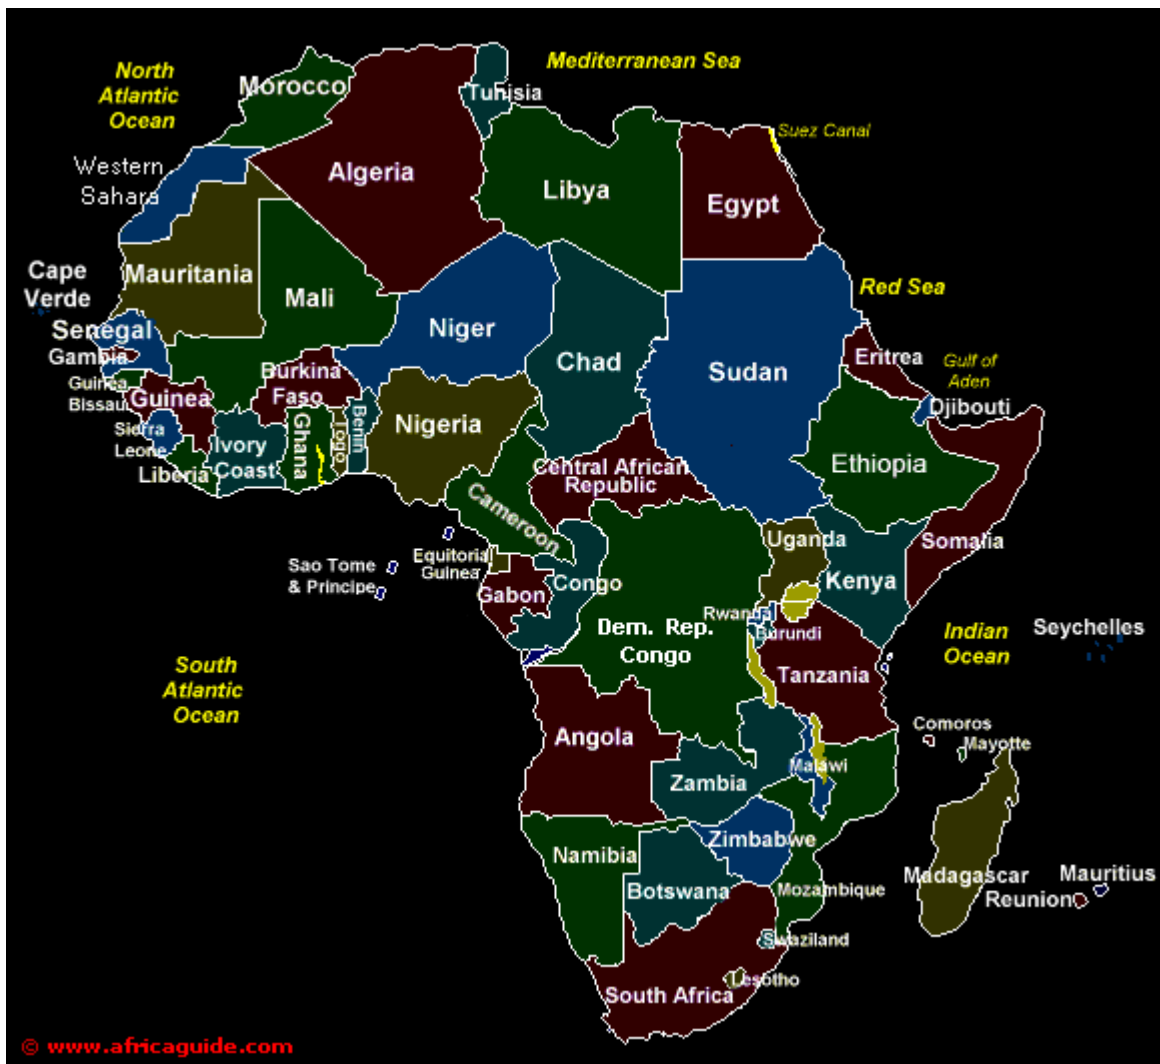 Mediterranean Sea
North
Atlantic
Ocean
Morocco
Tunisia
Suez Canal
Western
Sahara
Algeria
Libya
Egypt
Cape
Verde
Mauritania
Mali
Niger
Chad
Sudan
Red Sea
Senegal
Gambia
Guinea
Bissau
Guinea
Burkina
Faso
Eritrea
Gulf of
Aden
Djibouti
Sierra
Leone
Liberia
Ivory
Coast
Ghana
Togo
Benin
Nigeria
Central African
Republic
Ethiopia
Cameroon
Equitorial
Guinea
Sao Tome
& Principe
Gabon
Congo
Uganda
Kenya
Somalia
Dem. Rep.
Congo
Rwanda
Burundi
Tanzania
Indian
Ocean
Seychelles
South
Atlantic
Ocean
Angola
Zambia
Malawi
Comoros
Mayotte
Namibia
Botswana
Zimbabwe
Mozambique
Madagascar
Mauritius
Reunion
Swaziland
Lesotho
South Africa
© www.africaguide.com